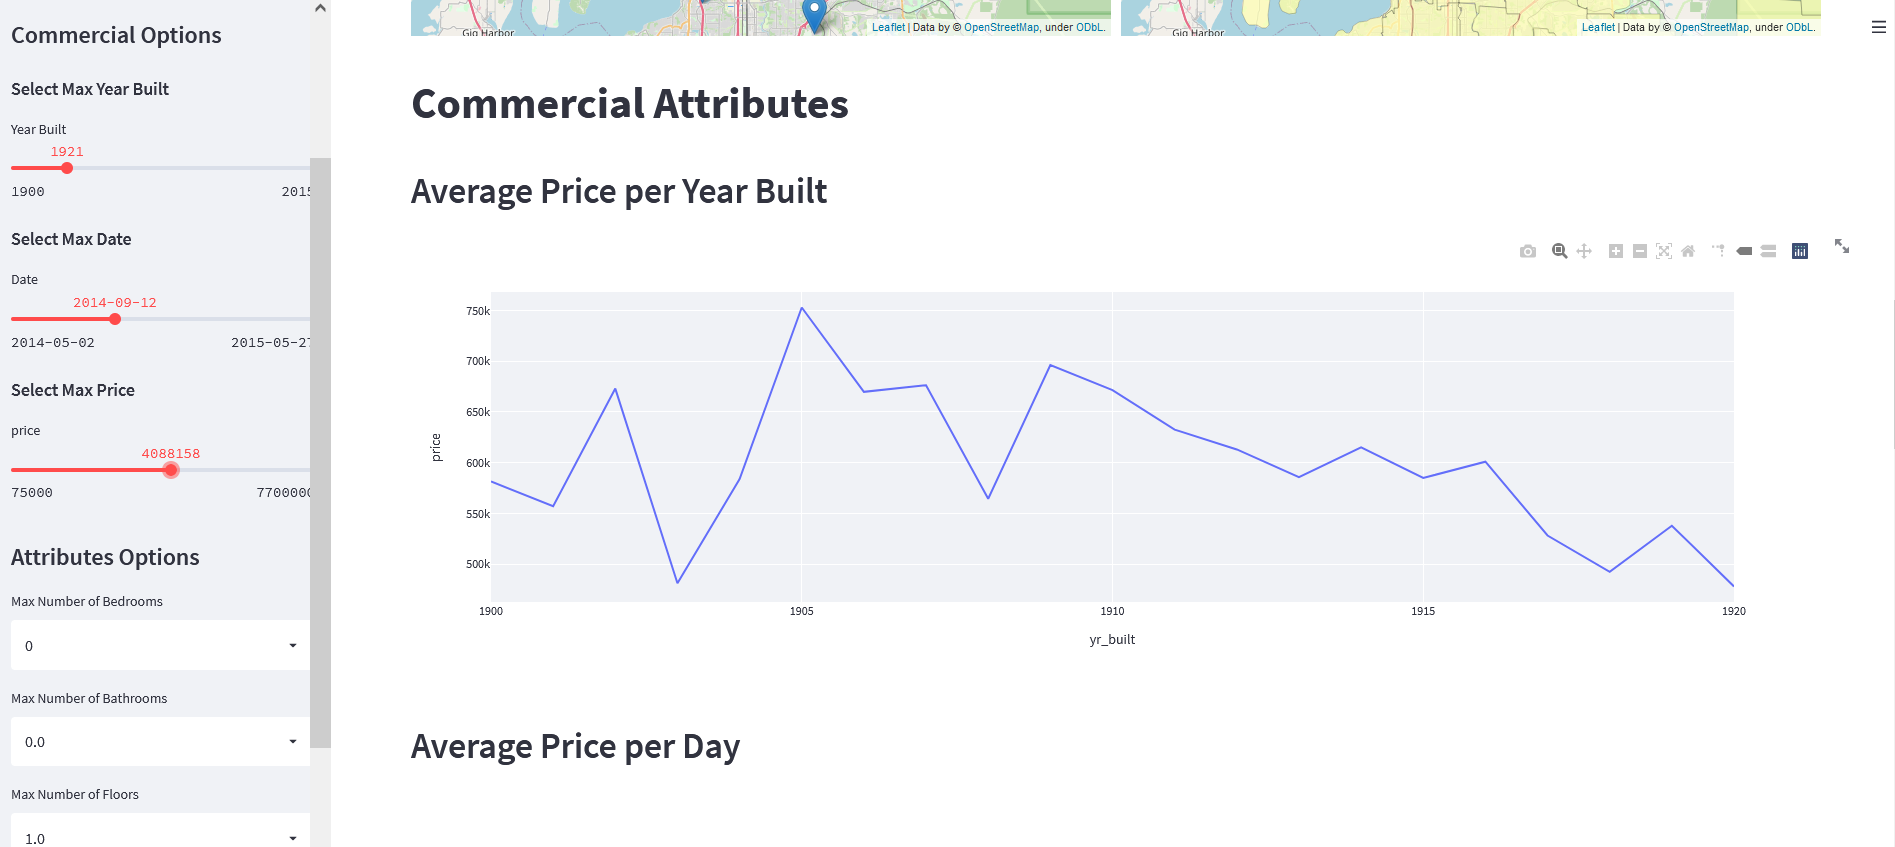 Commercial Options
Select Max Year Built
Year Built
1921
1900 2015
Select Max Date
Date
2014-09-12
2014-05-02 2015-05-27
Select Max Price
price
4088158
75000 7700000
Attributes Options
Max Number of Bedrooms
0
Max Number of Bathrooms
0.0
Max Number of Floors
1.0
Gig Harbor
Leaflet | Data by © OpenStreetMap, under ODbL.
Gig Harbor
Leaflet | Data by © OpenStreetMap, under ODbL.
Commercial Attributes
Average Price per Year Built
750k
700k
650k
600k
550k
500k
price
1900 1905 1910 1915 1920
yr_built
Average Price per Day